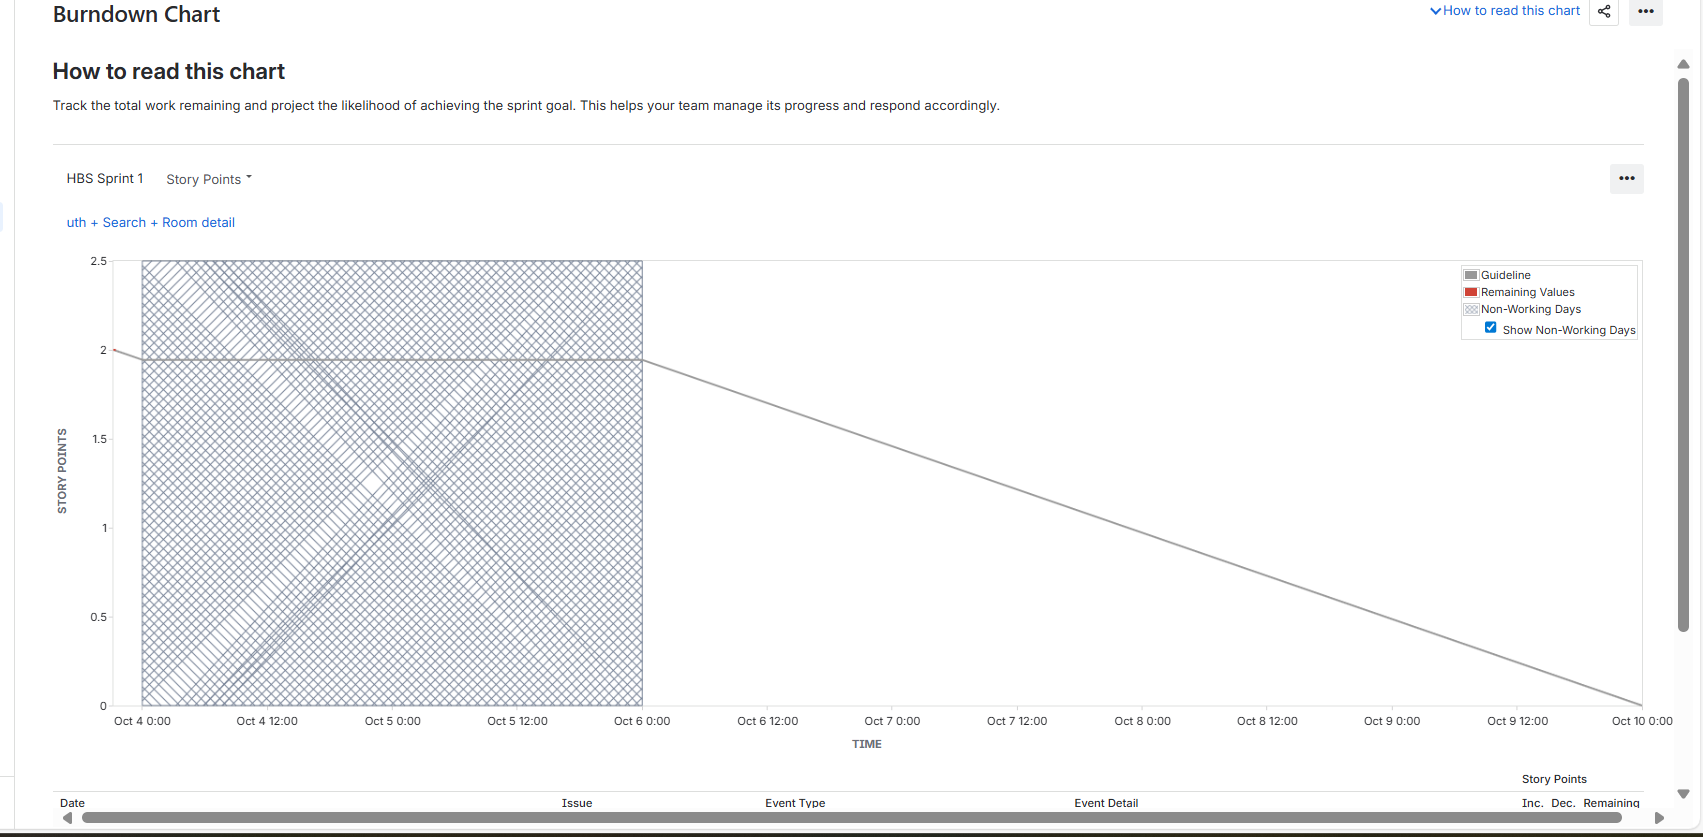 Burndown Chart
How to read this chart
•••
How to read this chart
Track the total work remaining and project the likelihood of achieving the sprint goal. This helps your team manage its progress and respond accordingly.
HBS Sprint 1 Story Points
•••
uth + Search + Room detail
2.5
2
1.5
1
0.5
0
STORY POINTS
Guideline
Remaining Values
Non-Working Days
Show Non-Working Days
Oct 4 0:00 Oct 4 12:00 Oct 5 0:00 Oct 5 12:00 Oct 6 0:00 Oct 6 12:00 Oct 7 0:00 Oct 7 12:00 Oct 8 0:00 Oct 8 12:00 Oct 9 0:00 Oct 9 12:00 Oct 10 0:00
TIME
Story Points
Date Issue Event Type Event Detail Inc. Dec. Remaining